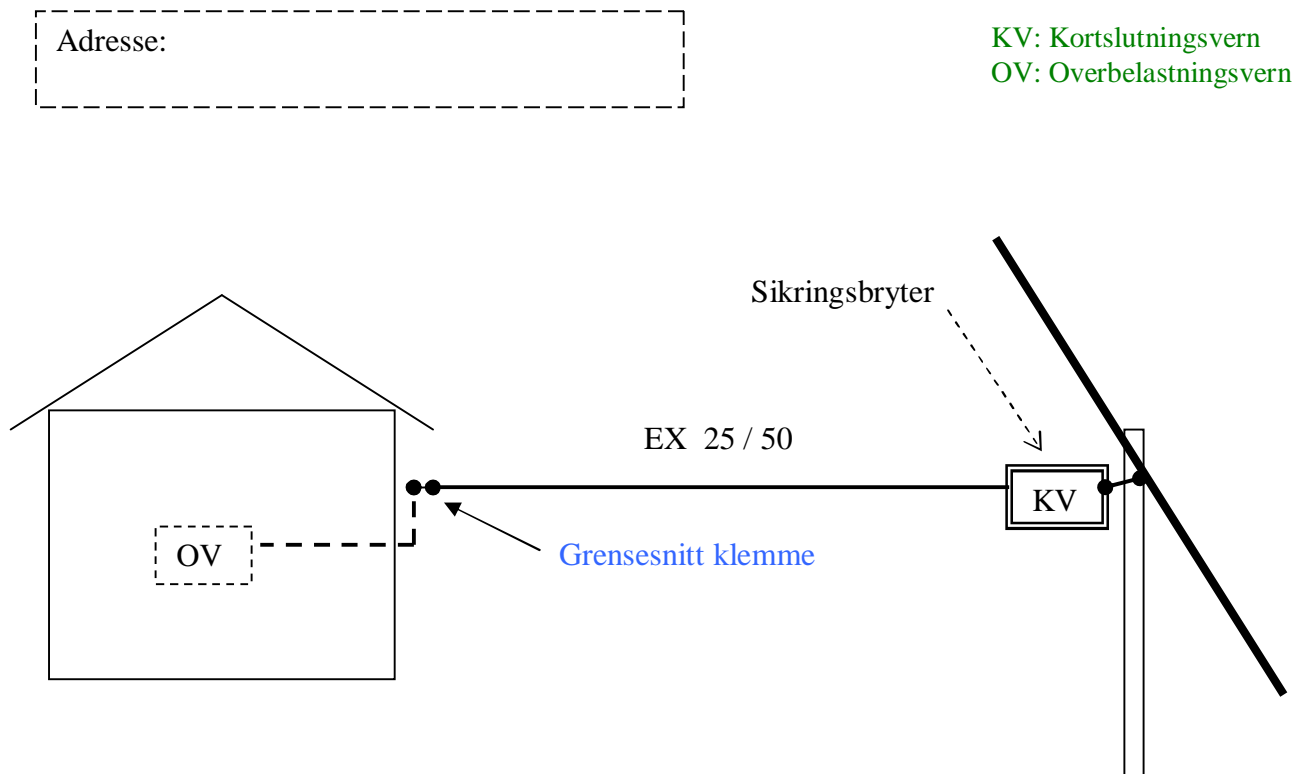 Adresse:
KV: Kortslutningsvern
OV: Overbelastningsvern
Sikringsbryter
EX 25 / 50
KV
OV
Grensesnitt klemme